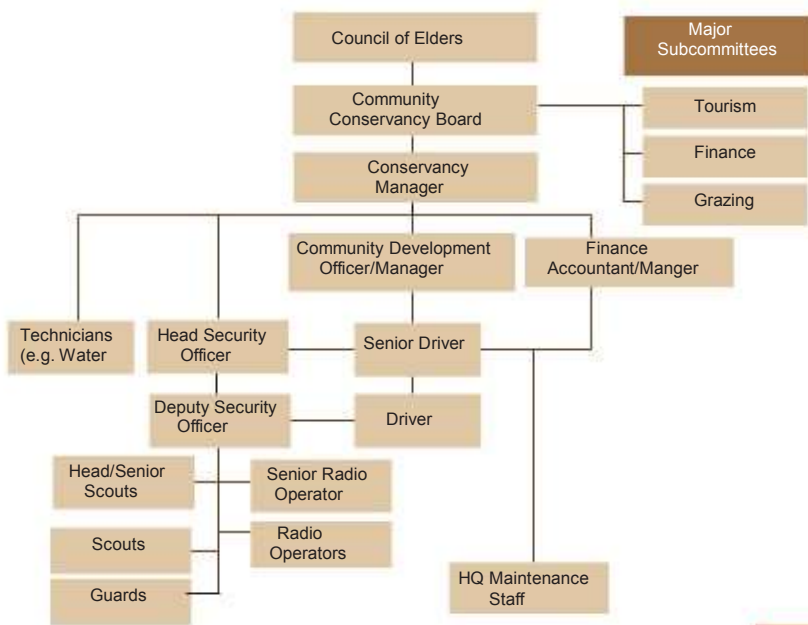 Council of Elders
Major
Subcommittees
Community
Conservancy Board
Tourism
Finance
Conservancy
Manager
Grazing
Community Development
Officer/Manager
Finance
Accountant/Manger
Technicians
(e.g. Water
Head Security
Officer
Senior Driver
Deputy Security
Officer
Driver
Head/Senior
Scouts
Senior Radio
Operator
Scouts
Radio
Operators
Guards
HQ Maintenance
Staff